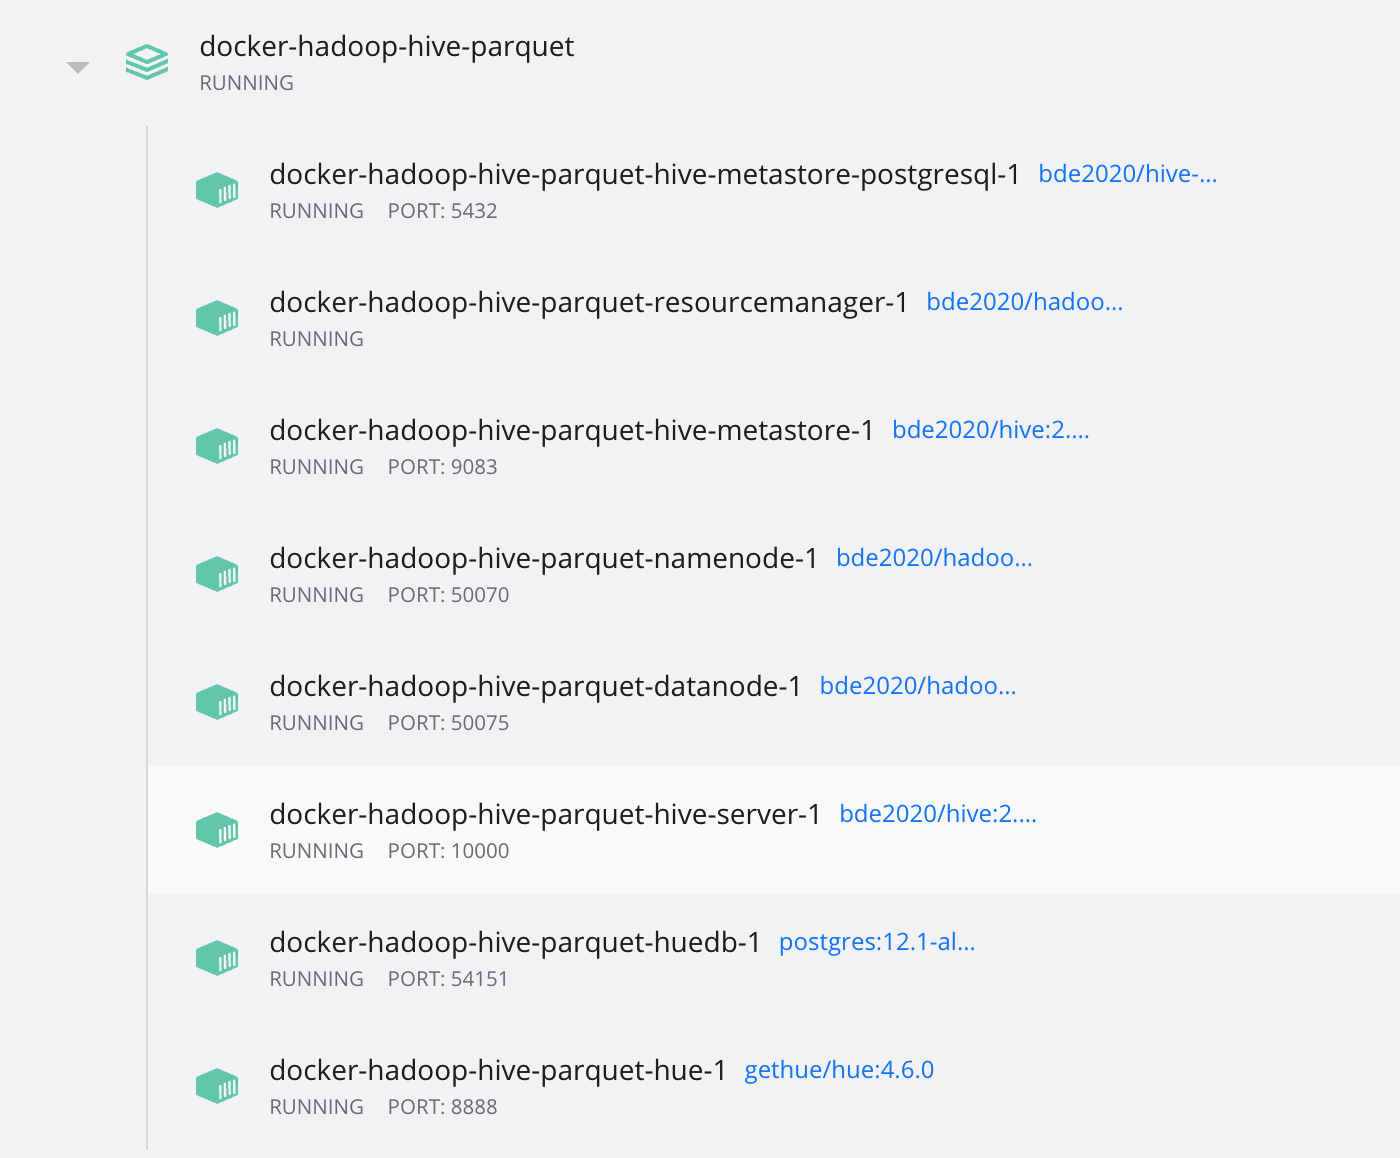 docker-hadoop-hive-parquet
RUNNING
docker-hadoop-hive-parquet-hive-metastore-postgresql-1 bde2020/hive-...
RUNNING PORT: 5432
docker-hadoop-hive-parquet-resourcemanager-1 bde2020/hadoo...
RUNNING
docker-hadoop-hive-parquet-hive-metastore-1 bde2020/hive:2....
RUNNING PORT: 9083
docker-hadoop-hive-parquet-namenode-1 bde2020/hadoo...
RUNNING PORT: 50070
docker-hadoop-hive-parquet-datanode-1 bde2020/hadoo...
RUNNING PORT: 50075
docker-hadoop-hive-parquet-hive-server-1 bde2020/hive:2....
RUNNING PORT: 10000
docker-hadoop-hive-parquet-huedb-1 postgres:12.1-al...
RUNNING PORT: 54151
docker-hadoop-hive-parquet-hue-1 gethue/hue:4.6.0
RUNNING PORT: 8888